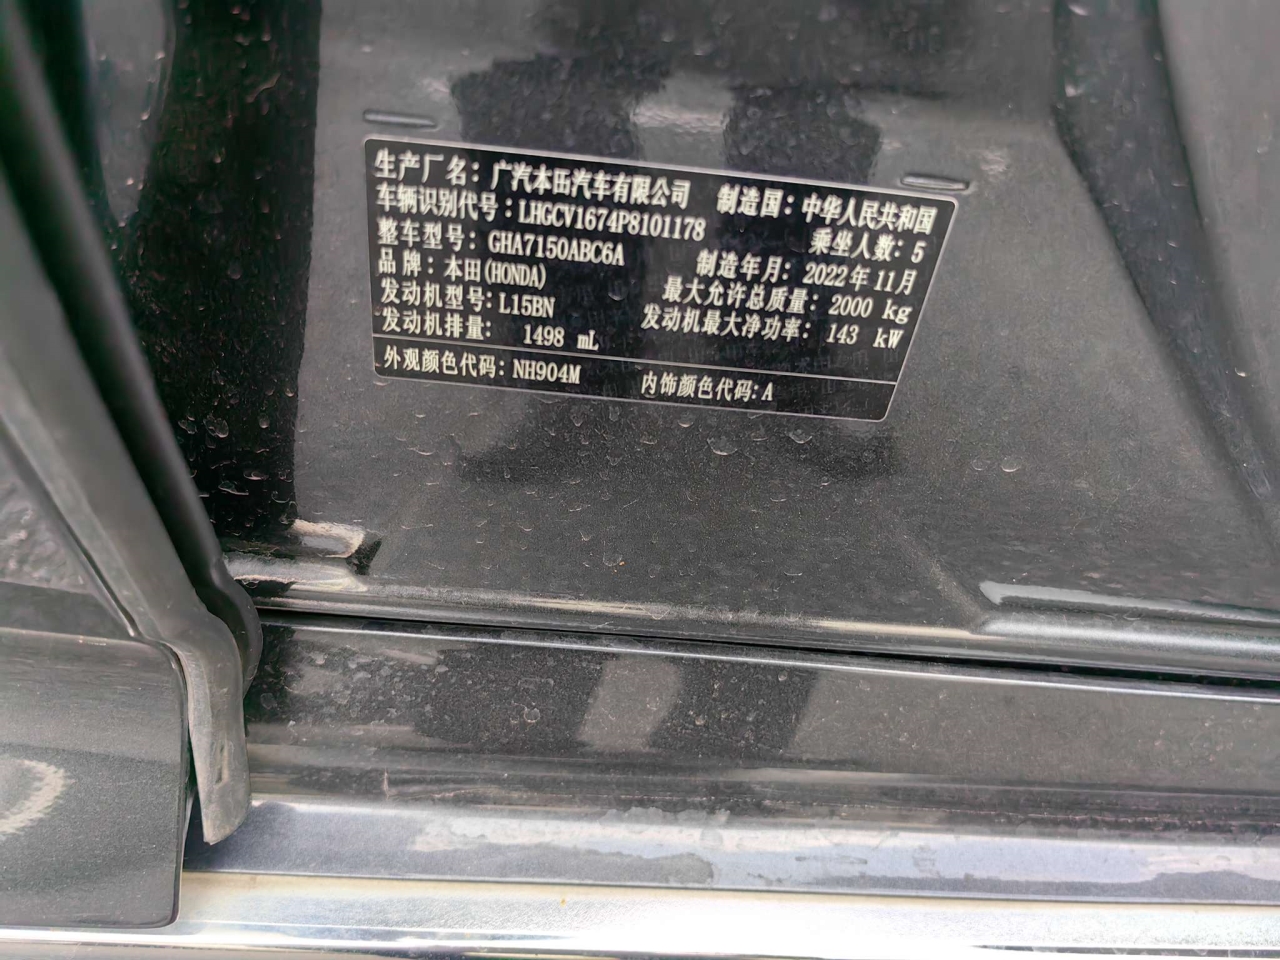 生产厂名：广汽本田汽车有限公司 制造国：中华人民共和国
车辆识别代号：LHGCV1674P8101178 乘坐人数：5
整车型号：GHA7150ABC6A 制造年月：2022年11月
品牌：本田(HONDA) 最大允许总质量：2000 kg
发动机型号：L15BN 发动机最大净功率：143 kW
发动机排量：1498 mL
外观颜色代码：NH904M 内饰颜色代码：A